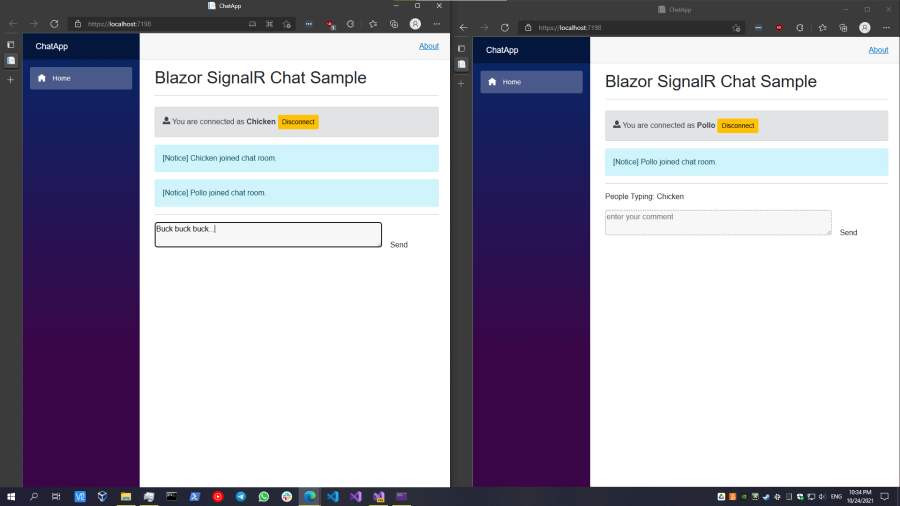 ChatApp
https://localhost:7198
ChatApp
About
Home
Blazor SignalR Chat Sample
You are connected as Chicken Disconnect
[Notice] Chicken joined chat room.
[Notice] Pollo joined chat room.
Buck buck buck...
Send
ChatApp
https://localhost:7198
ChatApp
About
Home
Blazor SignalR Chat Sample
You are connected as Pollo Disconnect
[Notice] Pollo joined chat room.
People Typing: Chicken
enter your comment
Send
ENG
10:34 PM
10/24/2021